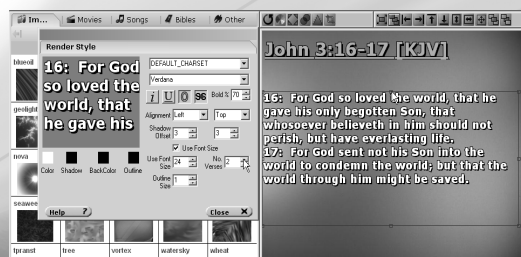 Im... Movies Songs Bibles Other
Render Style
blueoil
16: For God
so loved the
world, that
he gave his
DEFAULT_CHARSET
Verdana
i U O 96 Bold % 70
Alignment Left Top
Shadow Offset 3 3
Use Font Size
Use Font Size 24 No. Verses 2
Outline Size 1
Color Shadow BackColor Outline
Help ? Close X
geolight
nova
seawee
tpranst tree vortex watersky wheat
John 3:16-17 [KJV]
16: For God so loved the world, that he
gave his only begotten Son, that
whosoever believeth in him should not
perish, but have everlasting life.
17: For God sent not his Son into the
world to condemn the world; but that the
world through him might be saved.